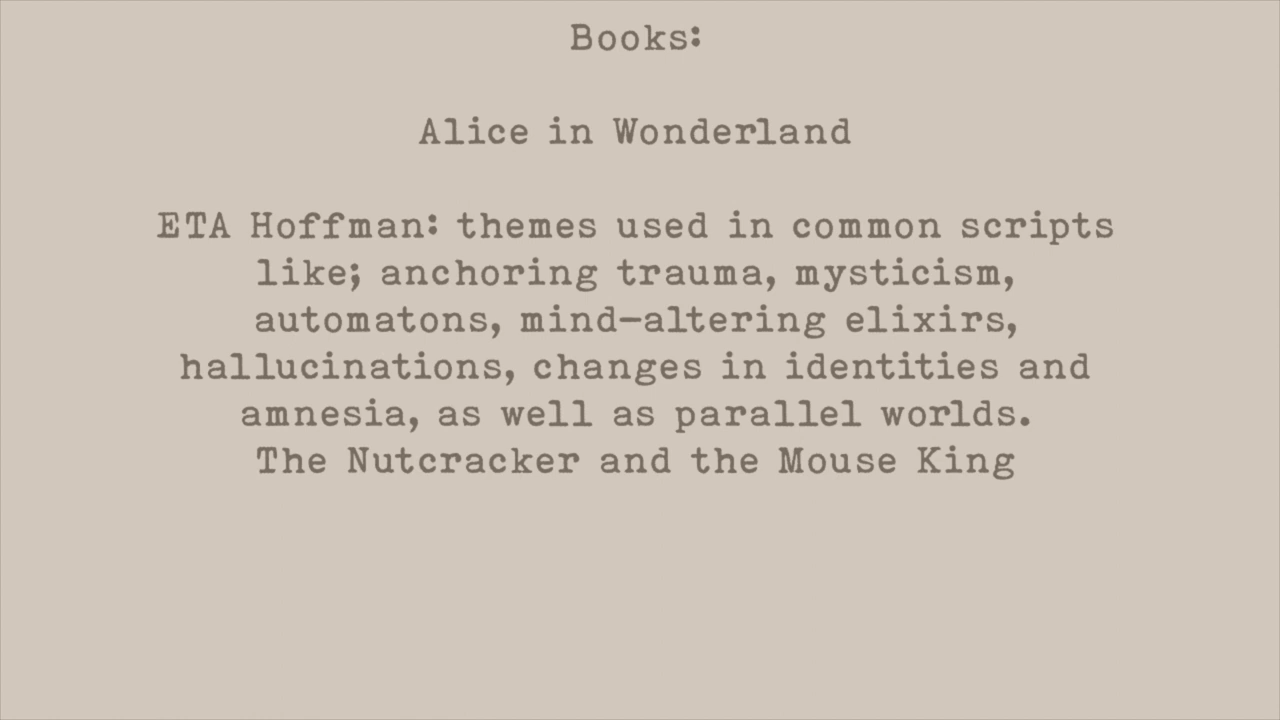 Books:
Alice in Wonderland
ETA Hoffman: themes used in common scripts
like; anchoring trauma, mysticism,
automatons, mind-altering elixirs,
hallucinations, changes in identities and
amnesia, as well as parallel worlds.
The Nutcracker and the Mouse King